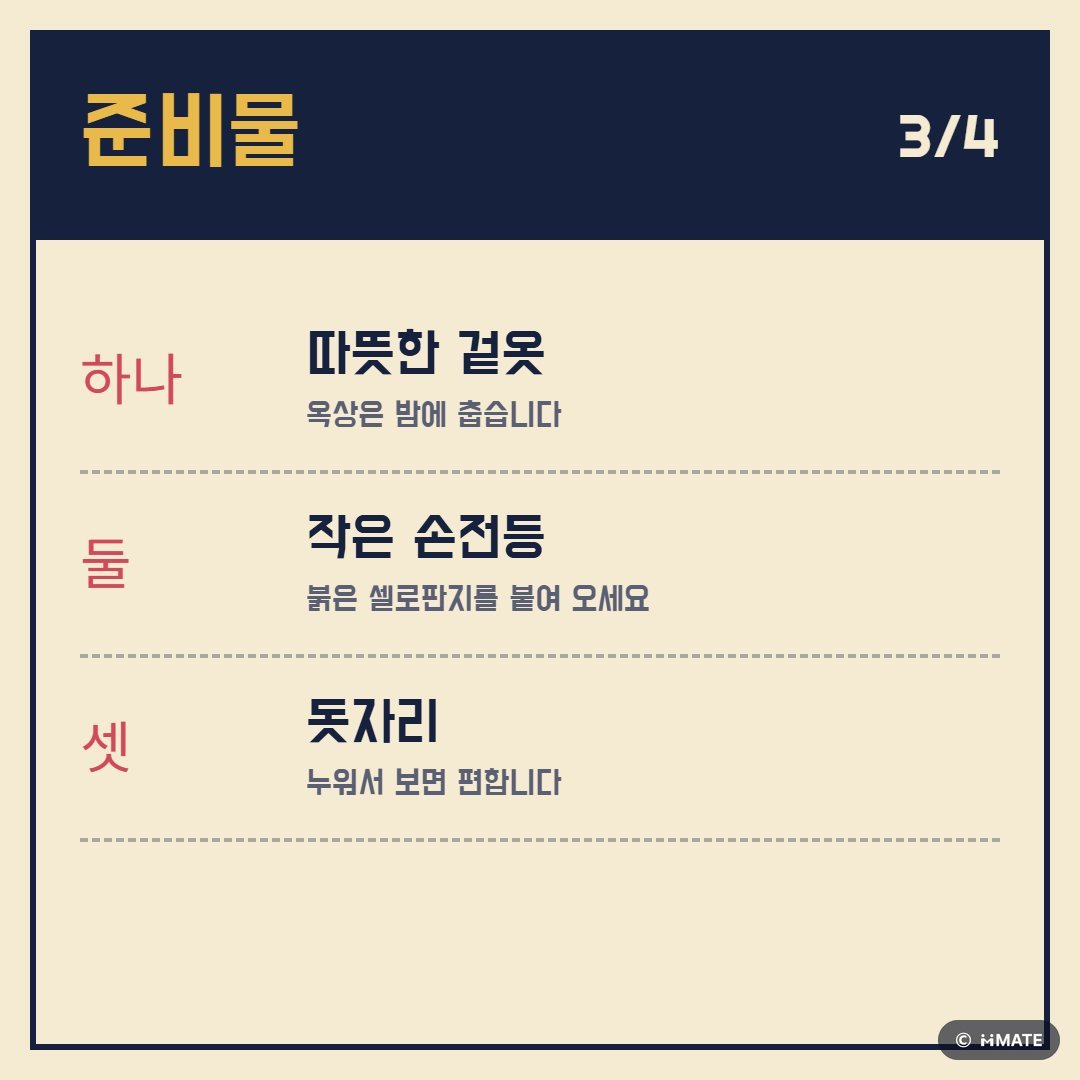 준비물
3/4
하나
따뜻한 겉옷
옥상은 밤에 춥습니다
둘
작은 손전등
붉은 셀로판지를 붙여 오세요
셋
돗자리
누워서 보면 편합니다
© MMATE